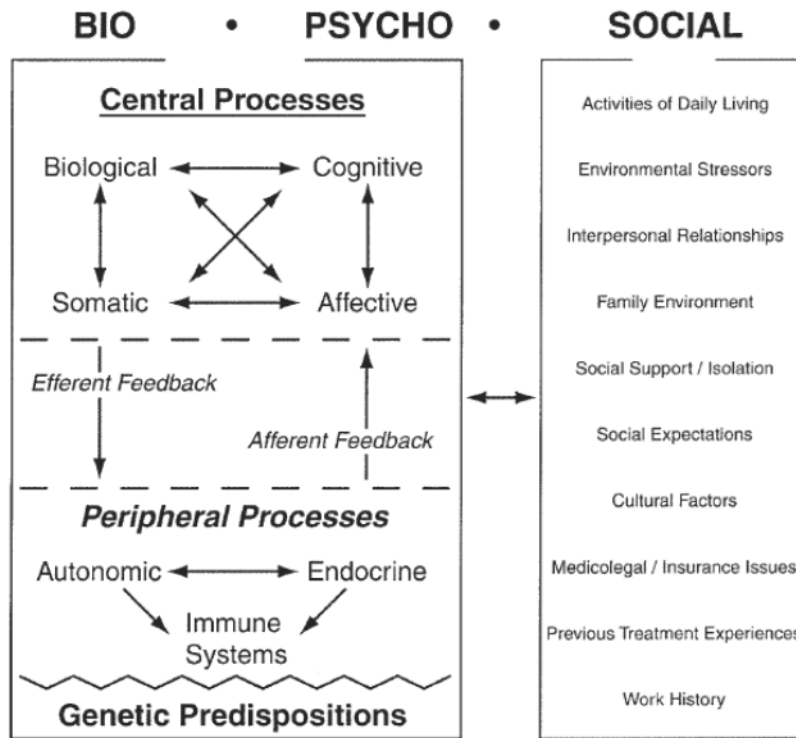 BIO • PSYCHO • SOCIAL
Central Processes
Biological Cognitive
Somatic Affective
Efferent Feedback
Afferent Feedback
Peripheral Processes
Autonomic Endocrine
Immune
Systems
Genetic Predispositions
Activities of Daily Living
Environmental Stressors
Interpersonal Relationships
Family Environment
Social Support / Isolation
Social Expectations
Cultural Factors
Medicolegal / Insurance Issues
Previous Treatment Experiences
Work History